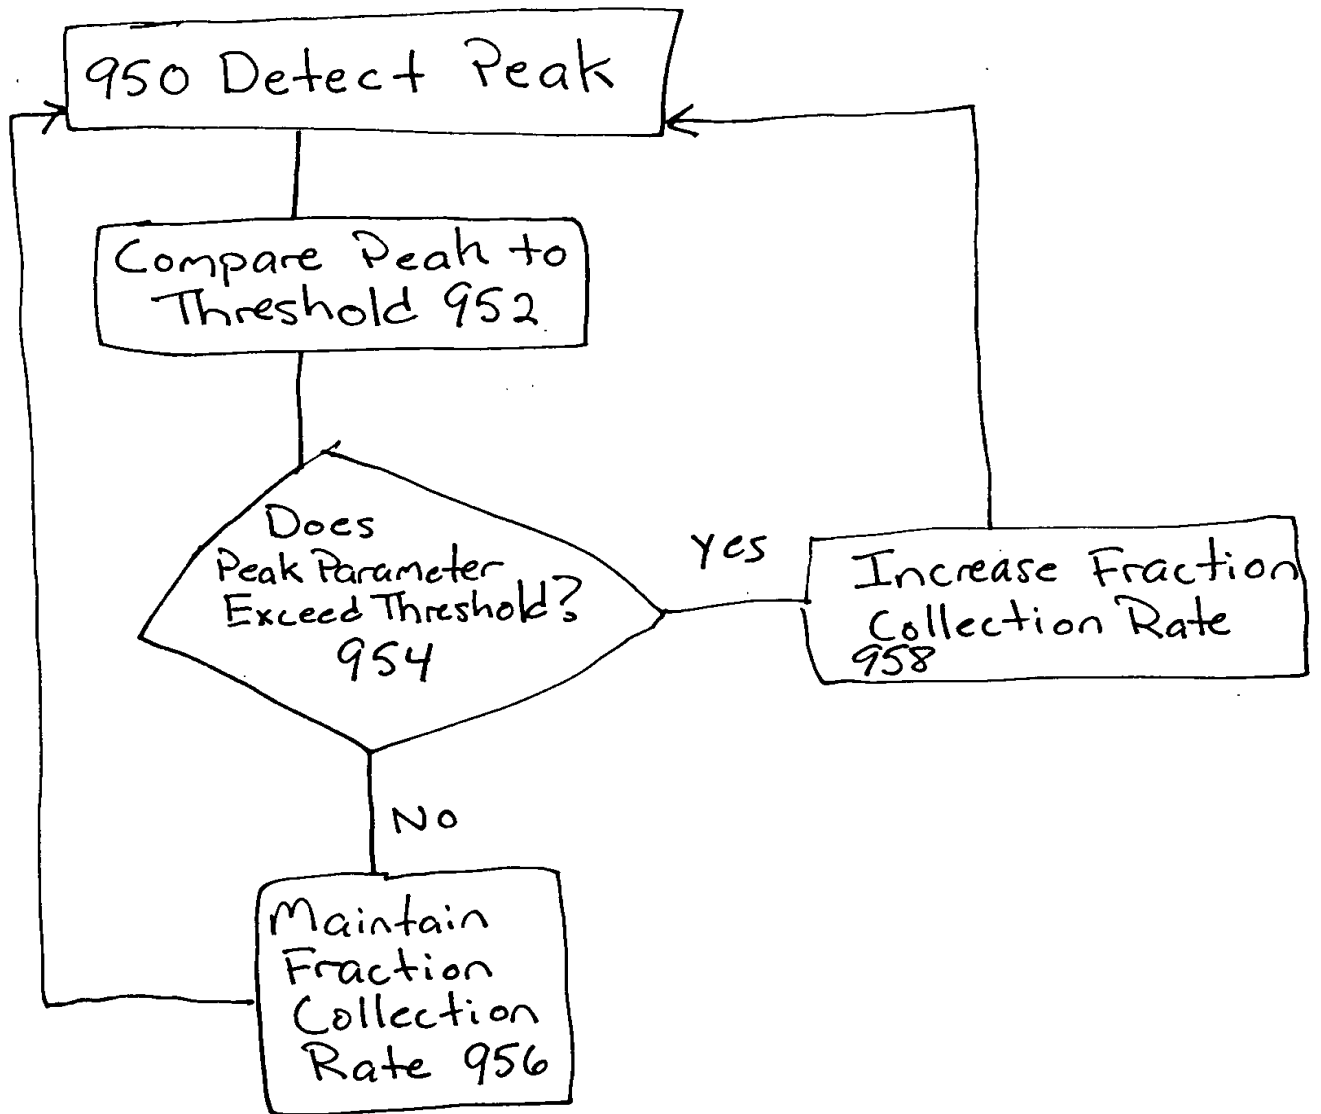 950 Detect Peak
Compare Peak to
Threshold 952
Does
Peak Parameter
Exceed Threshold?
954
Yes
Increase Fraction
Collection Rate
958
No
Maintain
Fraction
Collection
Rate 956